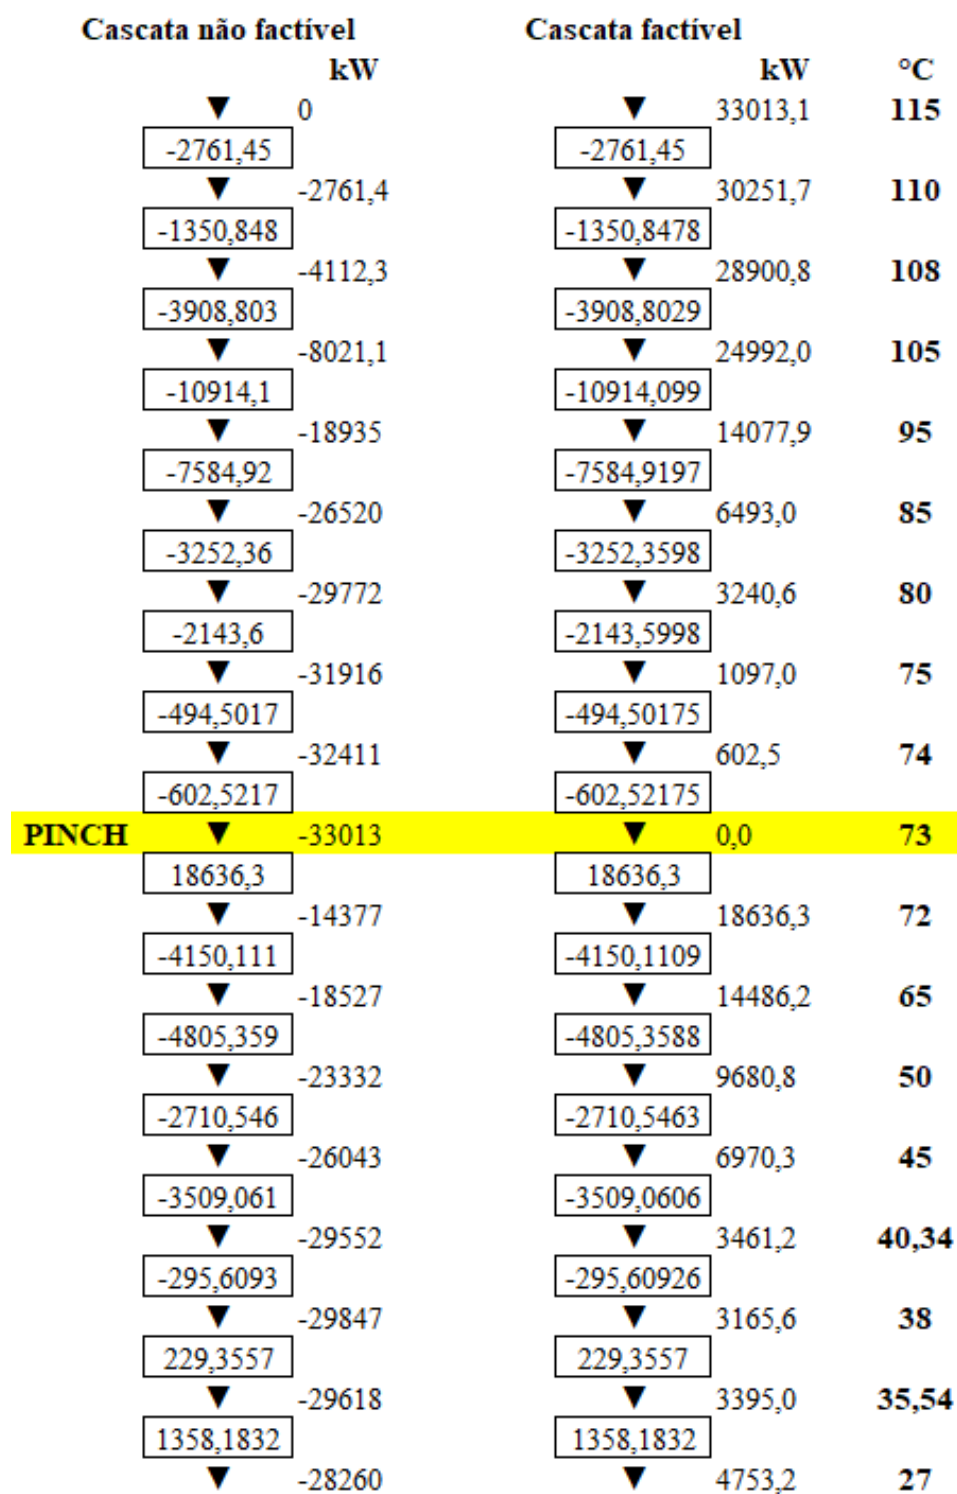 Cascata não factível Cascata factível
kW kW °C
▼ 0 ▼ 33013,1 115
-2761,45 -2761,45
▼ -2761,4 ▼ 30251,7 110
-1350,848 -1350,8478
▼ -4112,3 ▼ 28900,8 108
-3908,803 -3908,8029
▼ -8021,1 ▼ 24992,0 105
-10914,1 -10914,099
▼ -18935 ▼ 14077,9 95
-7584,92 -7584,9197
▼ -26520 ▼ 6493,0 85
-3252,36 -3252,3598
▼ -29772 ▼ 3240,6 80
-2143,6 -2143,5998
▼ -31916 ▼ 1097,0 75
-494,5017 -494,50175
▼ -32411 ▼ 602,5 74
-602,5217 -602,52175
PINCH ▼ -33013 ▼ 0,0 73
18636,3 18636,3
▼ -14377 ▼ 18636,3 72
-4150,111 -4150,1109
▼ -18527 ▼ 14486,2 65
-4805,359 -4805,3588
▼ -23332 ▼ 9680,8 50
-2710,546 -2710,5463
▼ -26043 ▼ 6970,3 45
-3509,061 -3509,0606
▼ -29552 ▼ 3461,2 40,34
-295,6093 -295,60926
▼ -29847 ▼ 3165,6 38
229,3557 229,3557
▼ -29618 ▼ 3395,0 35,54
1358,1832 1358,1832
▼ -28260 ▼ 4753,2 27